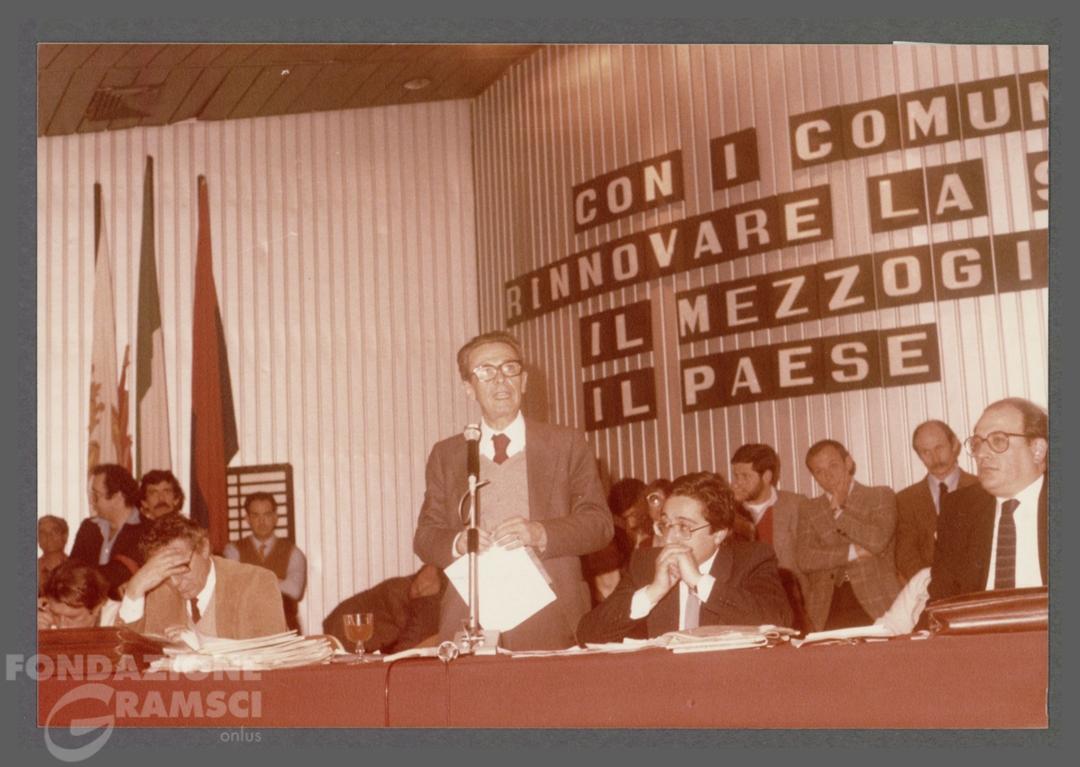 CON I COMUN
RINNOVARE LA S
IL MEZZOGI
IL PAESE
FONDAZIONE
GRAMSCI
onlus